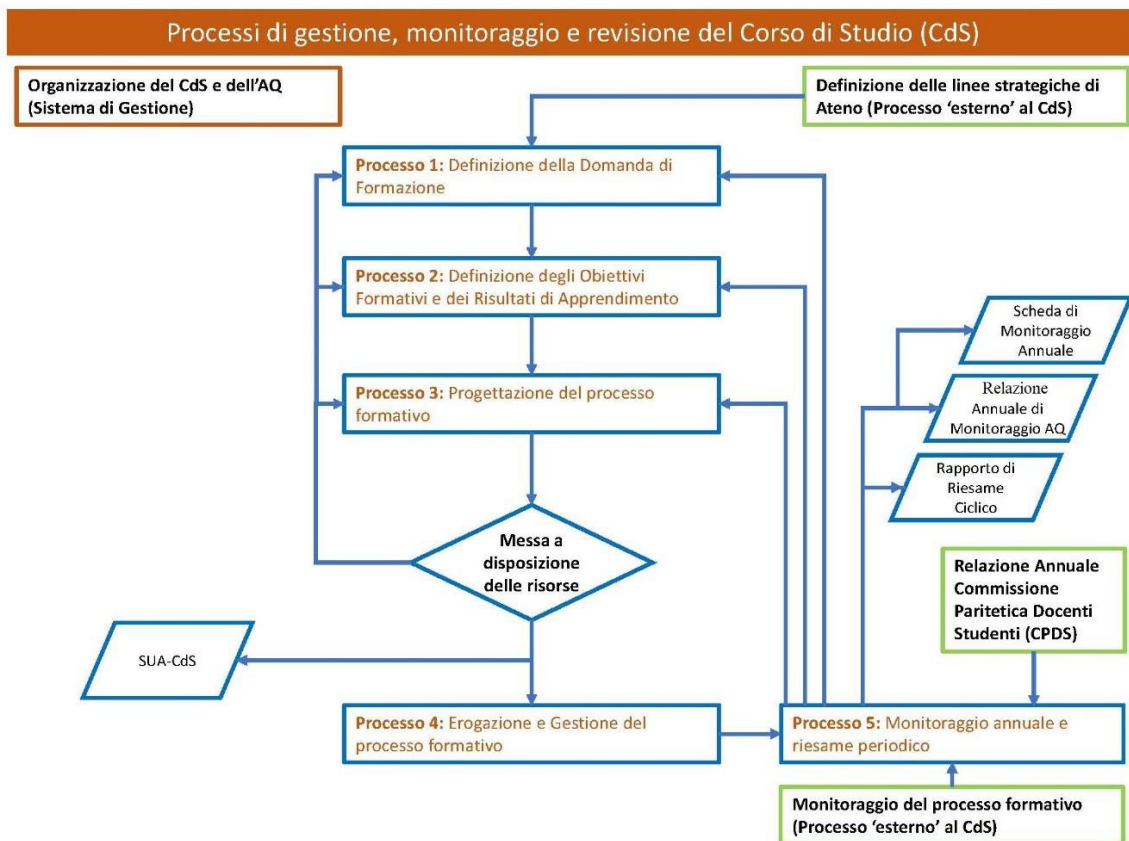 Processi di gestione, monitoraggio e revisione del Corso di Studio (CdS)
Organizzazione del CdS e dell'AQ
(Sistema di Gestione)
Definizione delle linee strategiche di
Ateno (Processo 'esterno' al CdS)
Processo 1: Definizione della Domanda di
Formazione
Processo 2: Definizione degli Obiettivi
Formativi e dei Risultati di Apprendimento
Scheda di
Monitoraggio
Annuale
Processo 3: Progettazione del processo
formativo
Relazione
Annuale di
Monitoraggio AQ
Rapporto di
Riesame
Ciclico
Messa a
disposizione
delle risorse
Relazione Annuale
Commissione
Paritetica Docenti
Studenti (CPDS)
SUA-CdS
Processo 4: Erogazione e Gestione del
processo formativo
Processo 5: Monitoraggio annuale e
riesame periodico
Monitoraggio del processo formativo
(Processo 'esterno' al CdS)